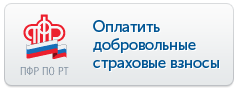 Оплатить
добровольные
страховые взносы
ПФР ПО РТ